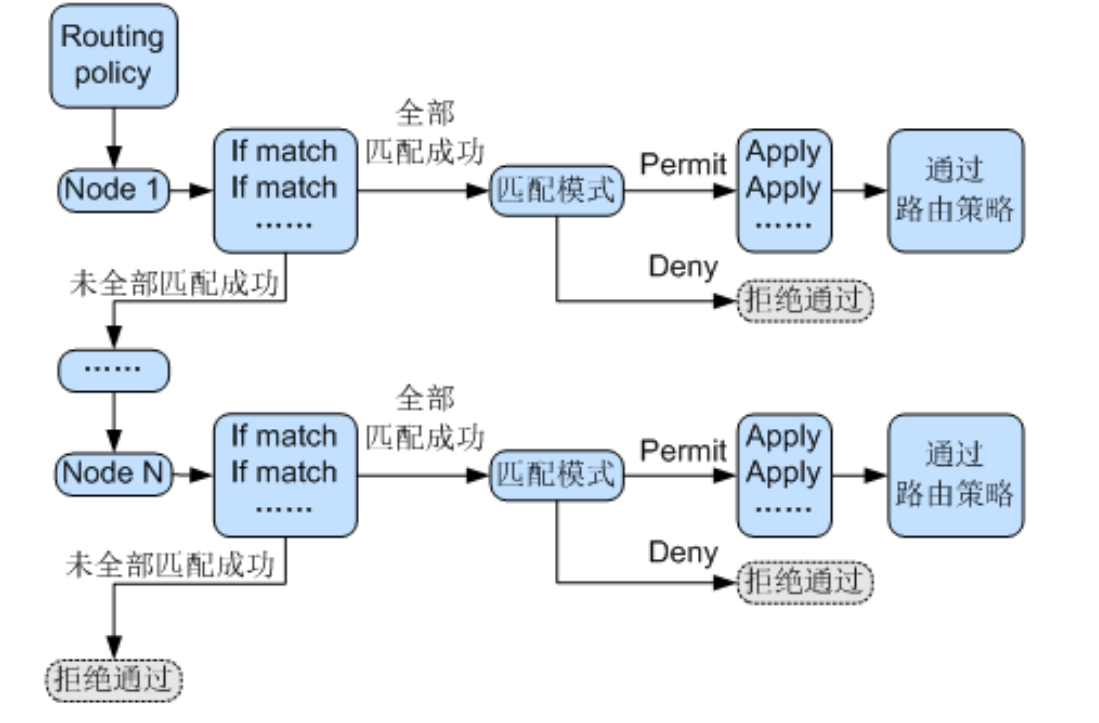 Routing
policy
Node 1
If match
If match
……
全部
匹配成功
匹配模式
Permit
Apply
Apply
……
通过
路由策略
Deny
拒绝通过
未全部匹配成功
……
Node N
If match
If match
……
全部
匹配成功
匹配模式
Permit
Apply
Apply
……
通过
路由策略
Deny
拒绝通过
未全部匹配成功
拒绝通过